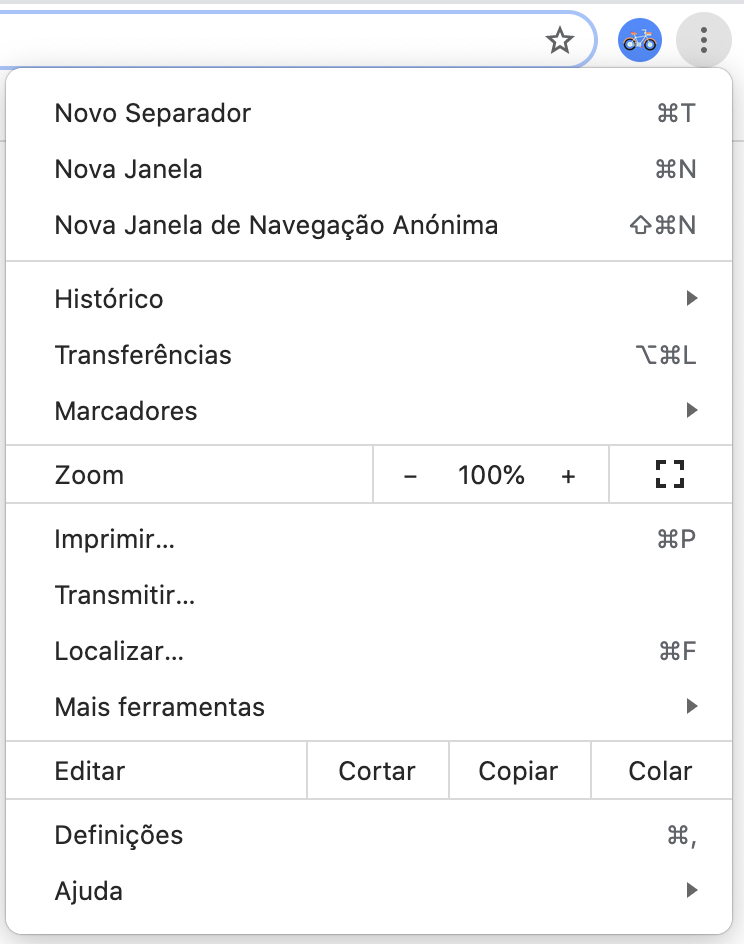 Novo Separador ⌘T
Nova Janela ⌘N
Nova Janela de Navegação Anónima ⇧⌘N
Histórico
Transferências ⌥⌘L
Marcadores
Zoom − 100% +
Imprimir... ⌘P
Transmitir...
Localizar... ⌘F
Mais ferramentas
Editar Cortar Copiar Colar
Definições ⌘,
Ajuda